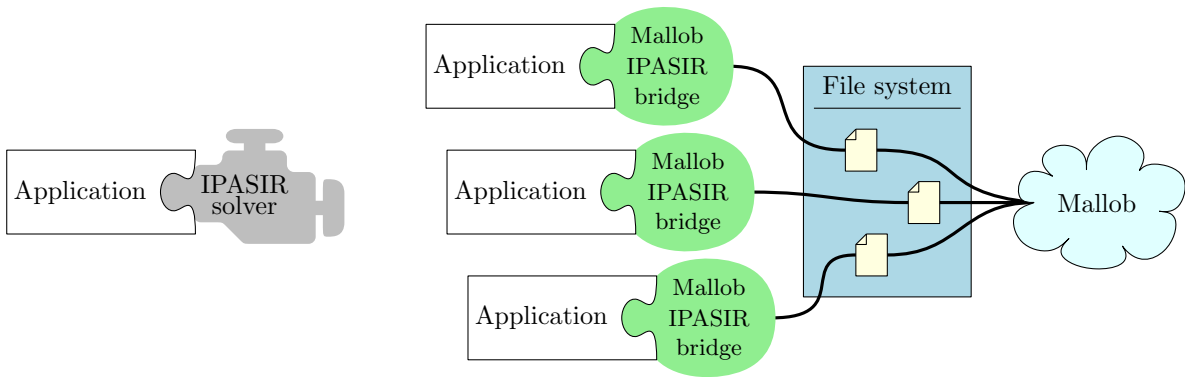 Application
IPASIR
solver
Application
Mallob
IPASIR
bridge
Application
Mallob
IPASIR
bridge
Application
Mallob
IPASIR
bridge
File system
Mallob